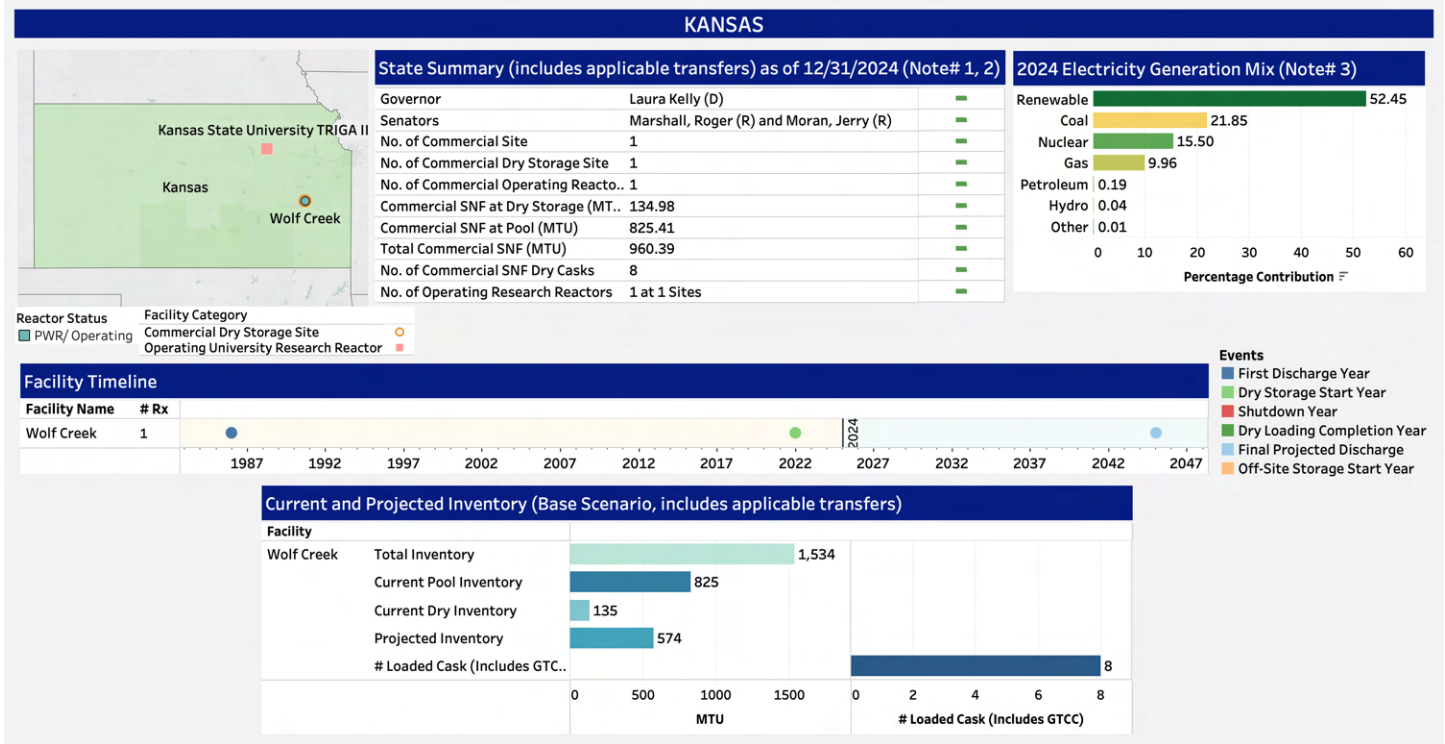 KANSAS
Kansas State University TRIGA II
Kansas
Wolf Creek
Reactor Status
PWR/ Operating
Facility Category
Commercial Dry Storage Site
Operating University Research Reactor
State Summary (includes applicable transfers) as of 12/31/2024 (Note# 1, 2)
Governor Laura Kelly (D)
Senators Marshall, Roger (R) and Moran, Jerry (R)
No. of Commercial Site 1
No. of Commercial Dry Storage Site 1
No. of Commercial Operating Reacto.. 1
Commercial SNF at Dry Storage (MT.. 134.98
Commercial SNF at Pool (MTU) 825.41
Total Commercial SNF (MTU) 960.39
No. of Commercial SNF Dry Casks 8
No. of Operating Research Reactors 1 at 1 Sites
2024 Electricity Generation Mix (Note# 3)
Renewable 52.45
Coal 21.85
Nuclear 15.50
Gas 9.96
Petroleum 0.19
Hydro 0.04
Other 0.01
0 10 20 30 40 50 60
Percentage Contribution
Facility Timeline
Facility Name # Rx
Wolf Creek 1
2024
1987 1992 1997 2002 2007 2012 2017 2022 2027 2032 2037 2042 2047
Events
First Discharge Year
Dry Storage Start Year
Shutdown Year
Dry Loading Completion Year
Final Projected Discharge
Off-Site Storage Start Year
Current and Projected Inventory (Base Scenario, includes applicable transfers)
Facility
Wolf Creek Total Inventory 1,534
Current Pool Inventory 825
Current Dry Inventory 135
Projected Inventory 574
# Loaded Cask (Includes GTC.. 8
0 500 1000 1500 0 2 4 6 8
MTU # Loaded Cask (Includes GTCC)